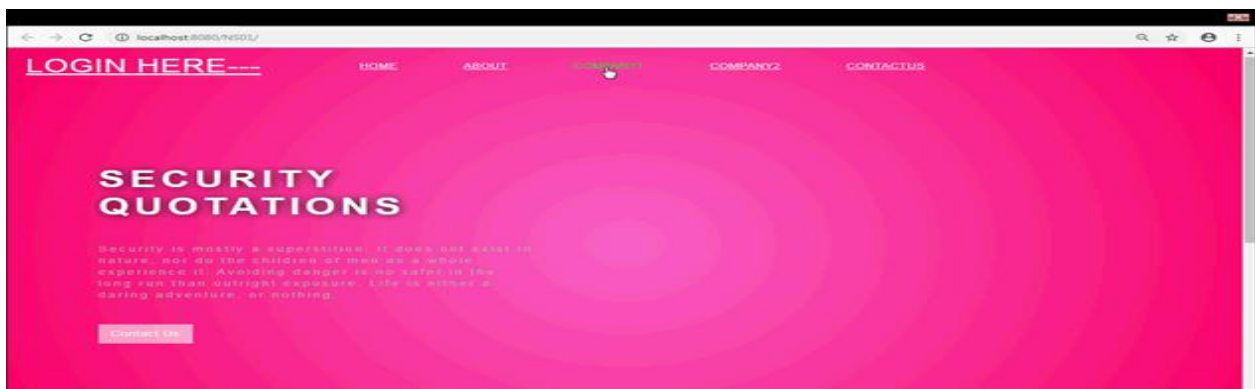 localhost:8080/NS01/
LOGIN HERE--- HOME ABOUT COMPANY1 COMPANY2 CONTACTUS
SECURITY
QUOTATIONS
Security is mostly a superstition. It does not exist in
nature, nor do the children of men as a whole
experience it. Avoiding danger is no safer in the
long run than outright exposure. Life is either a
daring adventure, or nothing.
Contact Us